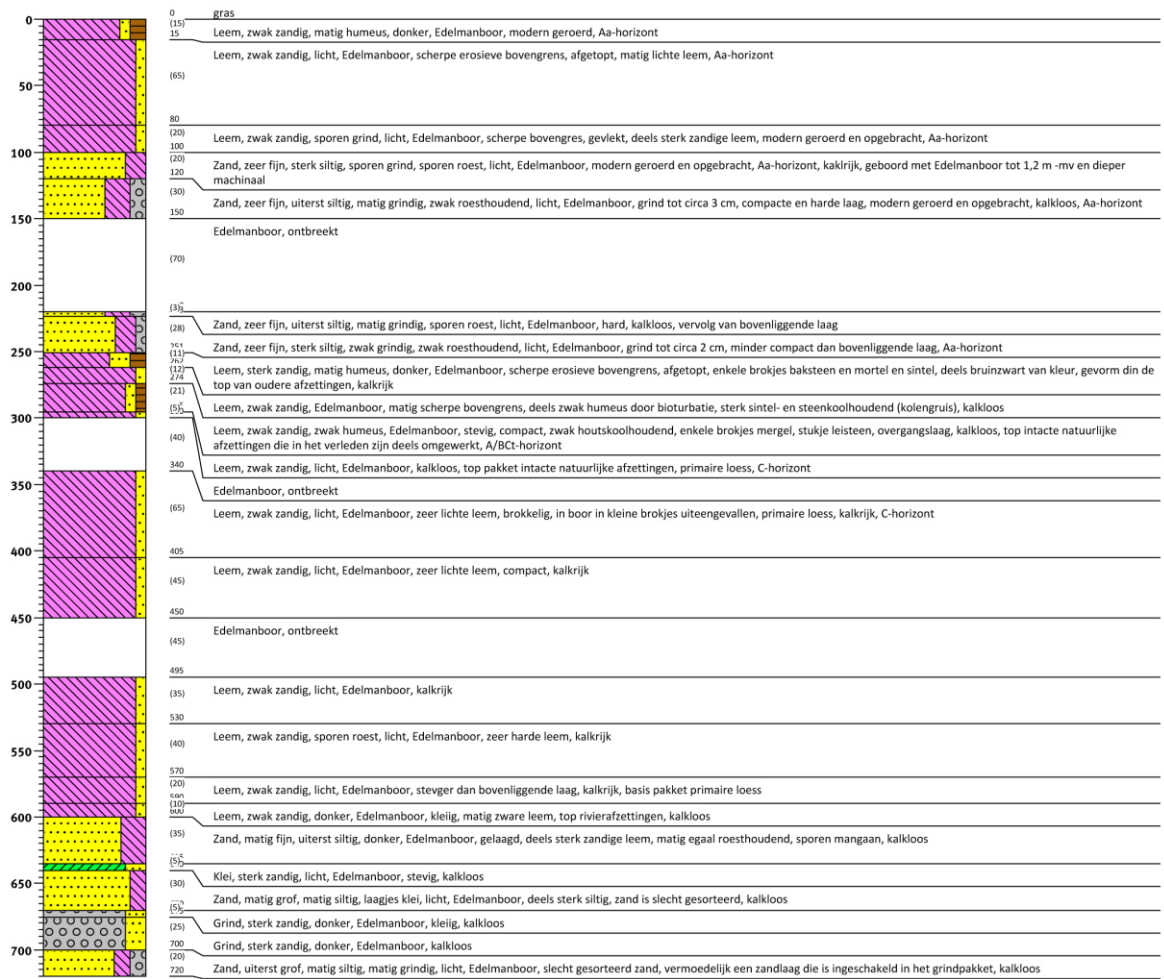 0 gras
(15)
15 Leem, zwak zandig, matig humeus, donker, Edelmanboor, modern geroerd, Aa-horizont
Leem, zwak zandig, licht, Edelmanboor, scherpe erosieve bovengrens, afgetopt, matig lichte leem, Aa-horizont
50
(65)
80
(20) Leem, zwak zandig, sporen grind, licht, Edelmanboor, scherpe bovengres, gevlekt, deels sterk zandige leem, modern geroerd en opgebracht, Aa-horizont
100
100
(20) Zand, zeer fijn, sterk siltig, sporen grind, sporen roest, licht, Edelmanboor, modern geroerd en opgebracht, Aa-horizont, kaklrijk, geboord met Edelmanboor tot 1,2 m -mv en dieper
120 machinaal
(30) Zand, zeer fijn, uiterst siltig, matig grindig, zwak roesthoudend, licht, Edelmanboor, grind tot circa 3 cm, compacte en harde laag, modern geroerd en opgebracht, kalkloos, Aa-horizont
150
150
Edelmanboor, ontbreekt
(70)
200
(3)
(28) Zand, zeer fijn, uiterst siltig, matig grindig, sporen roest, licht, Edelmanboor, hard, kalkloos, vervolg van bovenliggende laag
250
(11) Zand, zeer fijn, sterk siltig, zwak grindig, zwak roesthoudend, licht, Edelmanboor, grind tot circa 2 cm, minder compact dan bovenliggende laag, Aa-horizont
(12) Leem, sterk zandig, matig humeus, donker, Edelmanboor, scherpe erosieve bovengrens, afgetopt, enkele brokjes baksteen en mortel en sintel, deels bruinzwart van kleur, gevorm din de
274 top van oudere afzettingen, kalkrijk
(21)
(5) Leem, zwak zandig, Edelmanboor, matig scherpe bovengrens, deels zwak humeus door bioturbatie, sterk sintel- en steenkoolhoudend (kolengruis), kalkloos
300
Leem, zwak zandig, zwak humeus, Edelmanboor, stevig, compact, zwak houtskoolhoudend, enkele brokjes mergel, stukje leisteen, overgangslaag, kalkloos, top intacte natuurlijke
(40) afzettingen die in het verleden zijn deels omgewerkt, A/BCt-horizont
340 Leem, zwak zandig, licht, Edelmanboor, kalkloos, top pakket intacte natuurlijke afzettingen, primaire loess, C-horizont
350
Edelmanboor, ontbreekt
(65) Leem, zwak zandig, licht, Edelmanboor, zeer lichte leem, brokkelig, in boor in kleine brokjes uiteengevallen, primaire loess, kalkrijk, C-horizont
400
405
Leem, zwak zandig, licht, Edelmanboor, zeer lichte leem, compact, kalkrijk
(45)
450
450
Edelmanboor, ontbreekt
(45)
495
500
(35) Leem, zwak zandig, licht, Edelmanboor, kalkrijk
530
(40) Leem, zwak zandig, sporen roest, licht, Edelmanboor, zeer harde leem, kalkrijk
550
570
(20) Leem, zwak zandig, licht, Edelmanboor, stevger dan bovenliggende laag, kalkrijk, basis pakket primaire loess
590
(10)
600
600
Leem, zwak zandig, donker, Edelmanboor, kleiig, matig zware leem, top rivierafzettingen, kalkloos
(35) Zand, matig fijn, uiterst siltig, donker, Edelmanboor, gelaagd, deels sterk zandige leem, matig egaal roesthoudend, sporen mangaan, kalkloos
(5)
650
(30) Klei, sterk zandig, licht, Edelmanboor, stevig, kalkloos
(5) Zand, matig grof, matig siltig, laagjes klei, licht, Edelmanboor, deels sterk siltig, zand is slecht gesorteerd, kalkloos
(25) Grind, sterk zandig, donker, Edelmanboor, kleiig, kalkloos
700
700 Grind, sterk zandig, donker, Edelmanboor, kalkloos
(20)
720 Zand, uiterst grof, matig siltig, matig grindig, licht, Edelmanboor, slecht gesorteerd zand, vermoedelijk een zandlaag die is ingeschakeld in het grindpakket, kalkloos